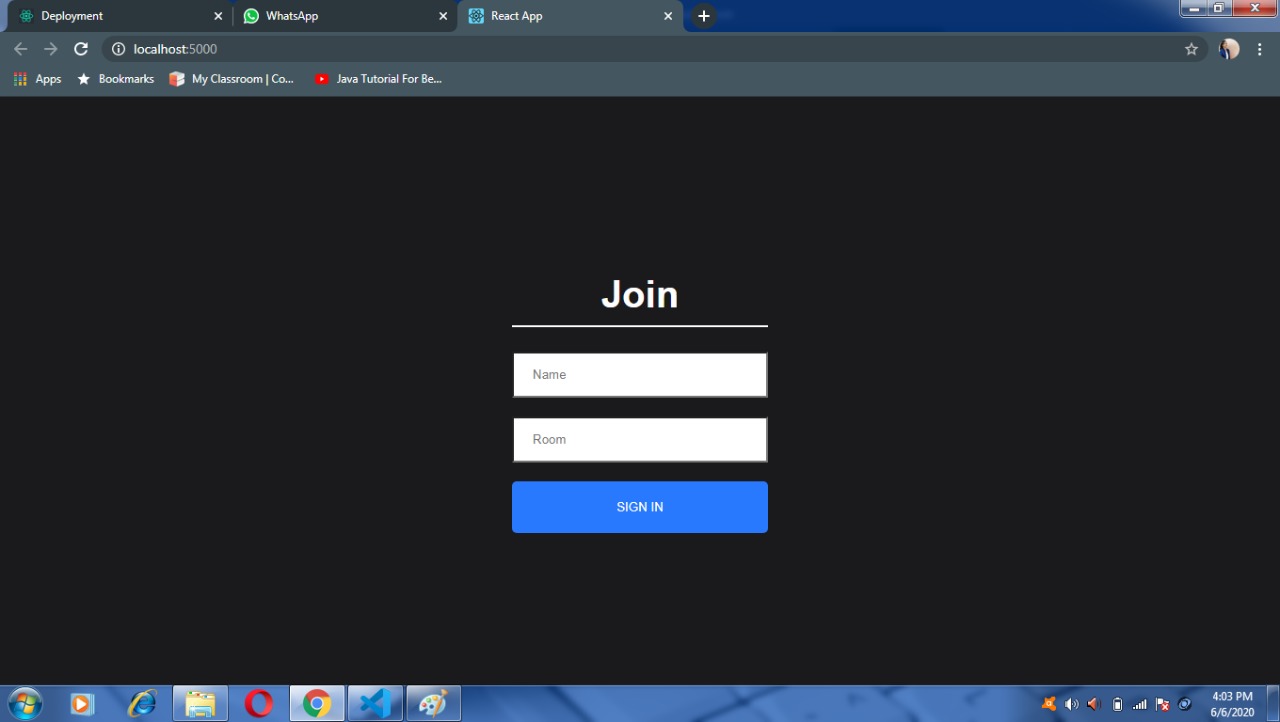 Deployment
WhatsApp
React App
localhost:5000
Apps
Bookmarks
My Classroom | Co...
Java Tutorial For Be...
Join
Name
Room
SIGN IN
4:03 PM
6/6/2020